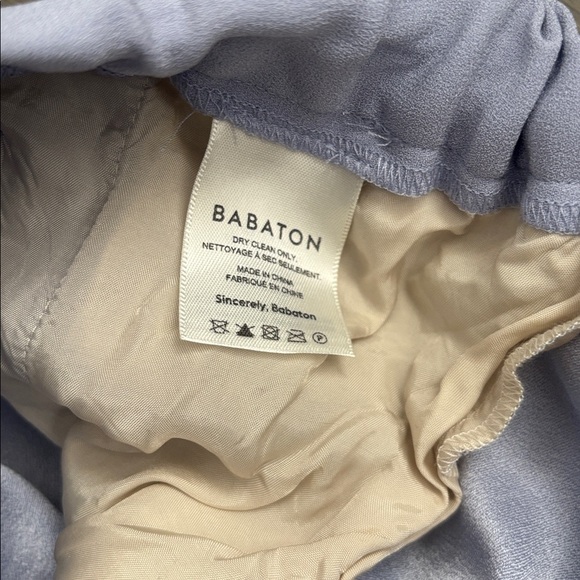 BABATON
DRY CLEAN ONLY.
NETTOYAGE À SEC SEULEMENT.
MADE IN CHINA
FABRIQUÉ EN CHINE
Sincerely, Babaton
P